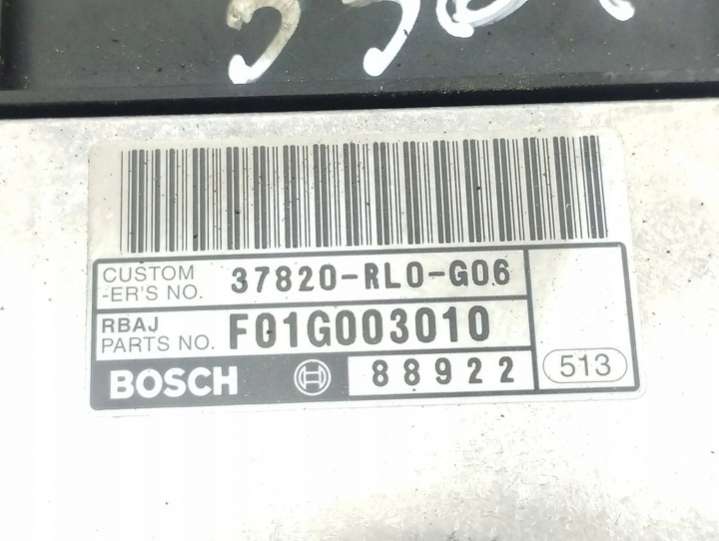 CUSTOM
-ER'S NO. 37820-RL0-G06
RBAJ
PARTS NO. F01G003010
BOSCH 88922 513